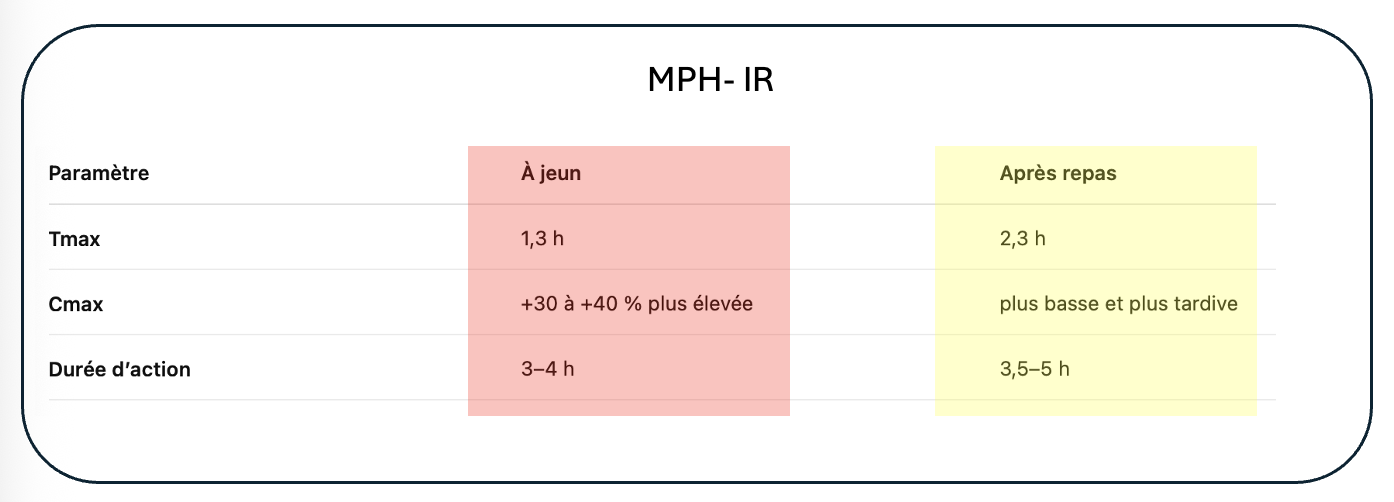 MPH- IR
Paramètre À jeun Après repas
Tmax 1,3 h 2,3 h
Cmax +30 à +40 % plus élevée plus basse et plus tardive
Durée d’action 3–4 h 3,5–5 h